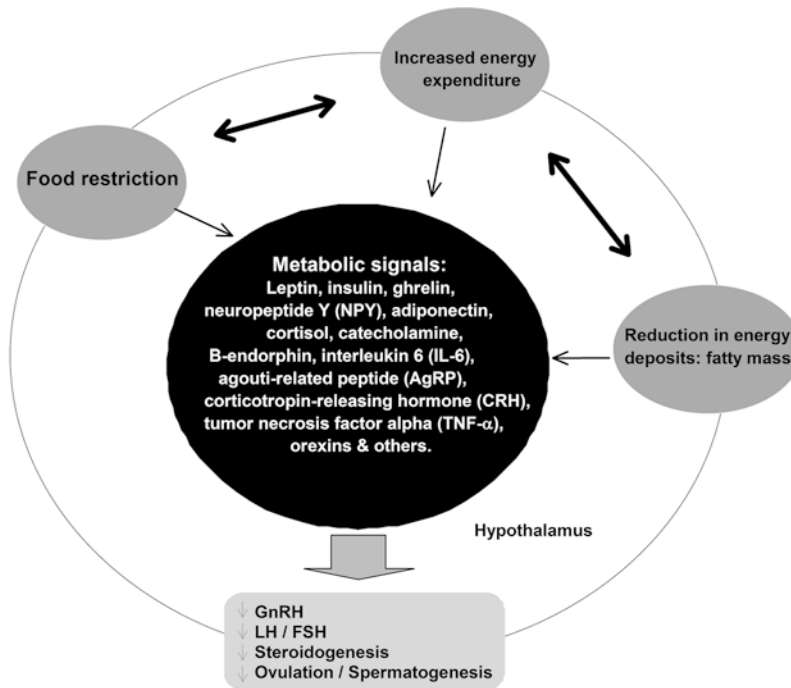 Increased energy
expenditure
Food restriction
Metabolic signals:
Leptin, insulin, ghrelin,
neuropeptide Y (NPY), adiponectin,
cortisol, catecholamine,
B-endorphin, interleukin 6 (IL-6),
agouti-related peptide (AgRP),
corticotropin-releasing hormone (CRH),
tumor necrosis factor alpha (TNF-α),
orexins & others.
Reduction in energy
deposits: fatty mass
Hypothalamus
↓ GnRH
↓ LH / FSH
↓ Steroidogenesis
↓ Ovulation / Spermatogenesis